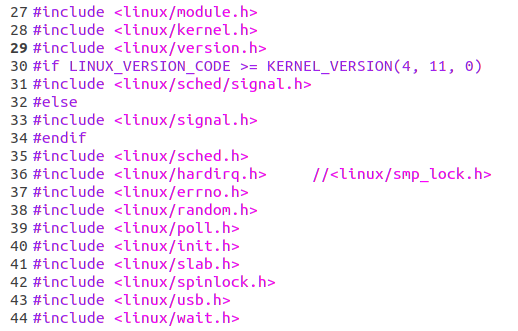 27 #include <linux/module.h>
28 #include <linux/kernel.h>
29 #include <linux/version.h>
30 #if LINUX_VERSION_CODE >= KERNEL_VERSION(4, 11, 0)
31 #include <linux/sched/signal.h>
32 #else
33 #include <linux/signal.h>
34 #endif
35 #include <linux/sched.h>
36 #include <linux/hardirq.h>     //<linux/smp_lock.h>
37 #include <linux/errno.h>
38 #include <linux/random.h>
39 #include <linux/poll.h>
40 #include <linux/init.h>
41 #include <linux/slab.h>
42 #include <linux/spinlock.h>
43 #include <linux/usb.h>
44 #include <linux/wait.h>